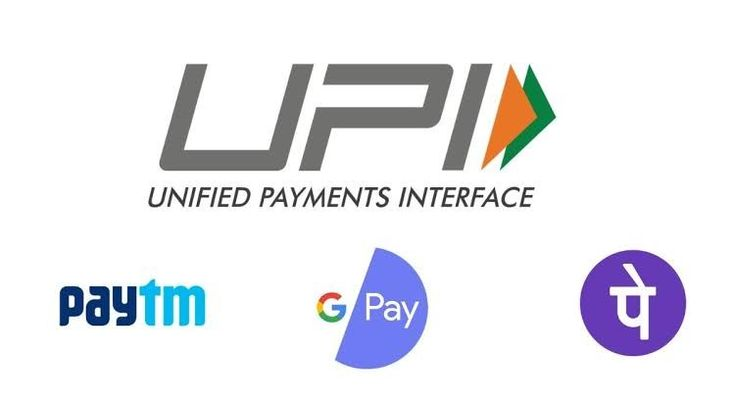 UPI
UNIFIED PAYMENTS INTERFACE
paytm
G Pay
पे